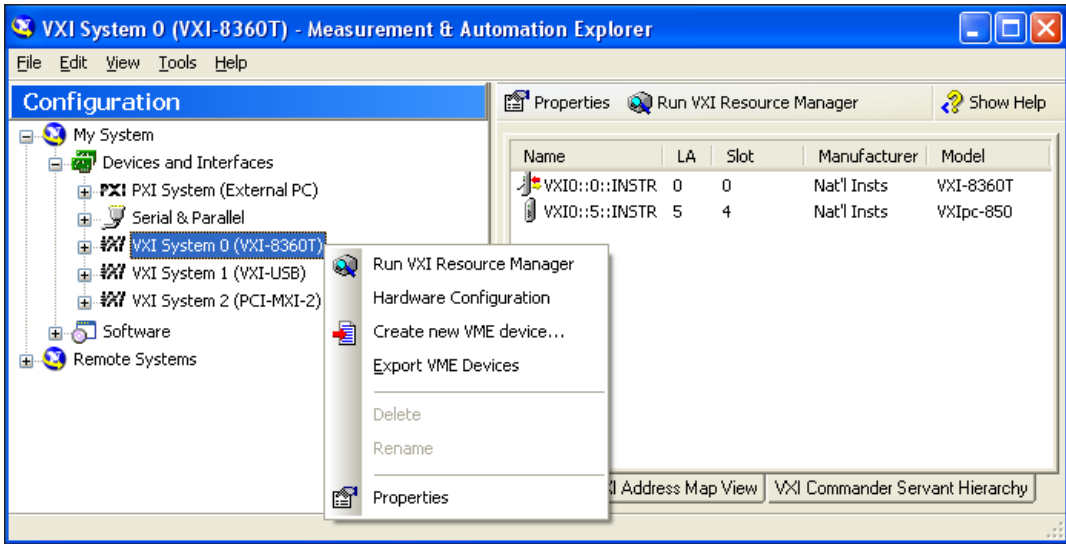 VXI System 0 (VXI-8360T) - Measurement & Automation Explorer
File Edit View Tools Help
Configuration
My System
Devices and Interfaces
PXI PXI System (External PC)
Serial & Parallel
VXI VXI System 0 (VXI-8360T)
VXI VXI System 1 (VXI-USB)
VXI VXI System 2 (PCI-MXI-2)
Software
Remote Systems
Properties Run VXI Resource Manager Show Help
Name LA Slot Manufacturer Model
VXI0::0::INSTR 0 0 Nat'l Insts VXI-8360T
VXI0::5::INSTR 5 4 Nat'l Insts VXIpc-850
Run VXI Resource Manager
Hardware Configuration
Create new VME device...
Export VME Devices
Delete
Rename
Properties
Address Map View VXI Commander Servant Hierarchy